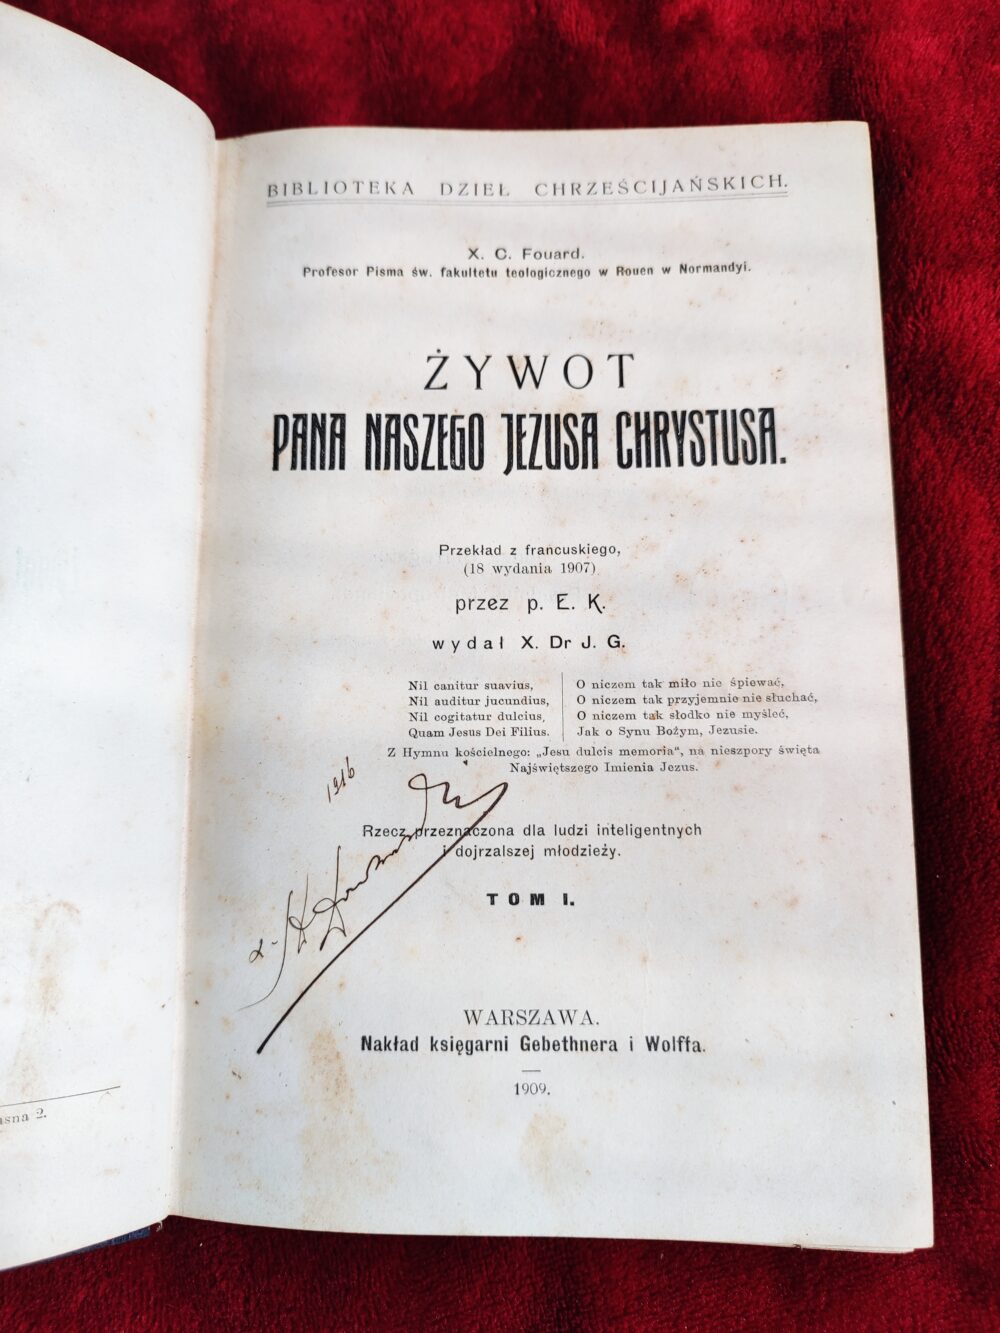 BIBLIOTEKA DZIEŁ CHRZEŚCIJAŃSKICH.
X. C. Fouard.
Profesor Pisma św. fakultetu teologicznego w Rouen w Normandyi.
ŻYWOT
PANA NASZEGO JEZUSA CHRYSTUSA.
Przekład z francuskiego,
(18 wydania 1907)
przez p. E. K.
wydał X. Dr J. G.
Nil canitur suavius,
Nil auditur jucundius,
Nil cogitatur dulcius,
Quam Jesus Dei Filius.
O niczem tak miło nie śpiewać,
O niczem tak przyjemnie nie słuchać,
O niczem tak słodko nie myśleć,
Jak o Synu Bożym, Jezusie.
Z Hymnu kościelnego: „Jesu dulcis memoria“, na nieszpory święta
Najświętszego Imienia Jezus.
1916
Rzecz przeznaczona dla ludzi inteligentnych
i dojrzalszej młodzieży.
TOM I.
WARSZAWA.
Nakład księgarni Gebethnera i Wolffa.
1909.
asna 2.